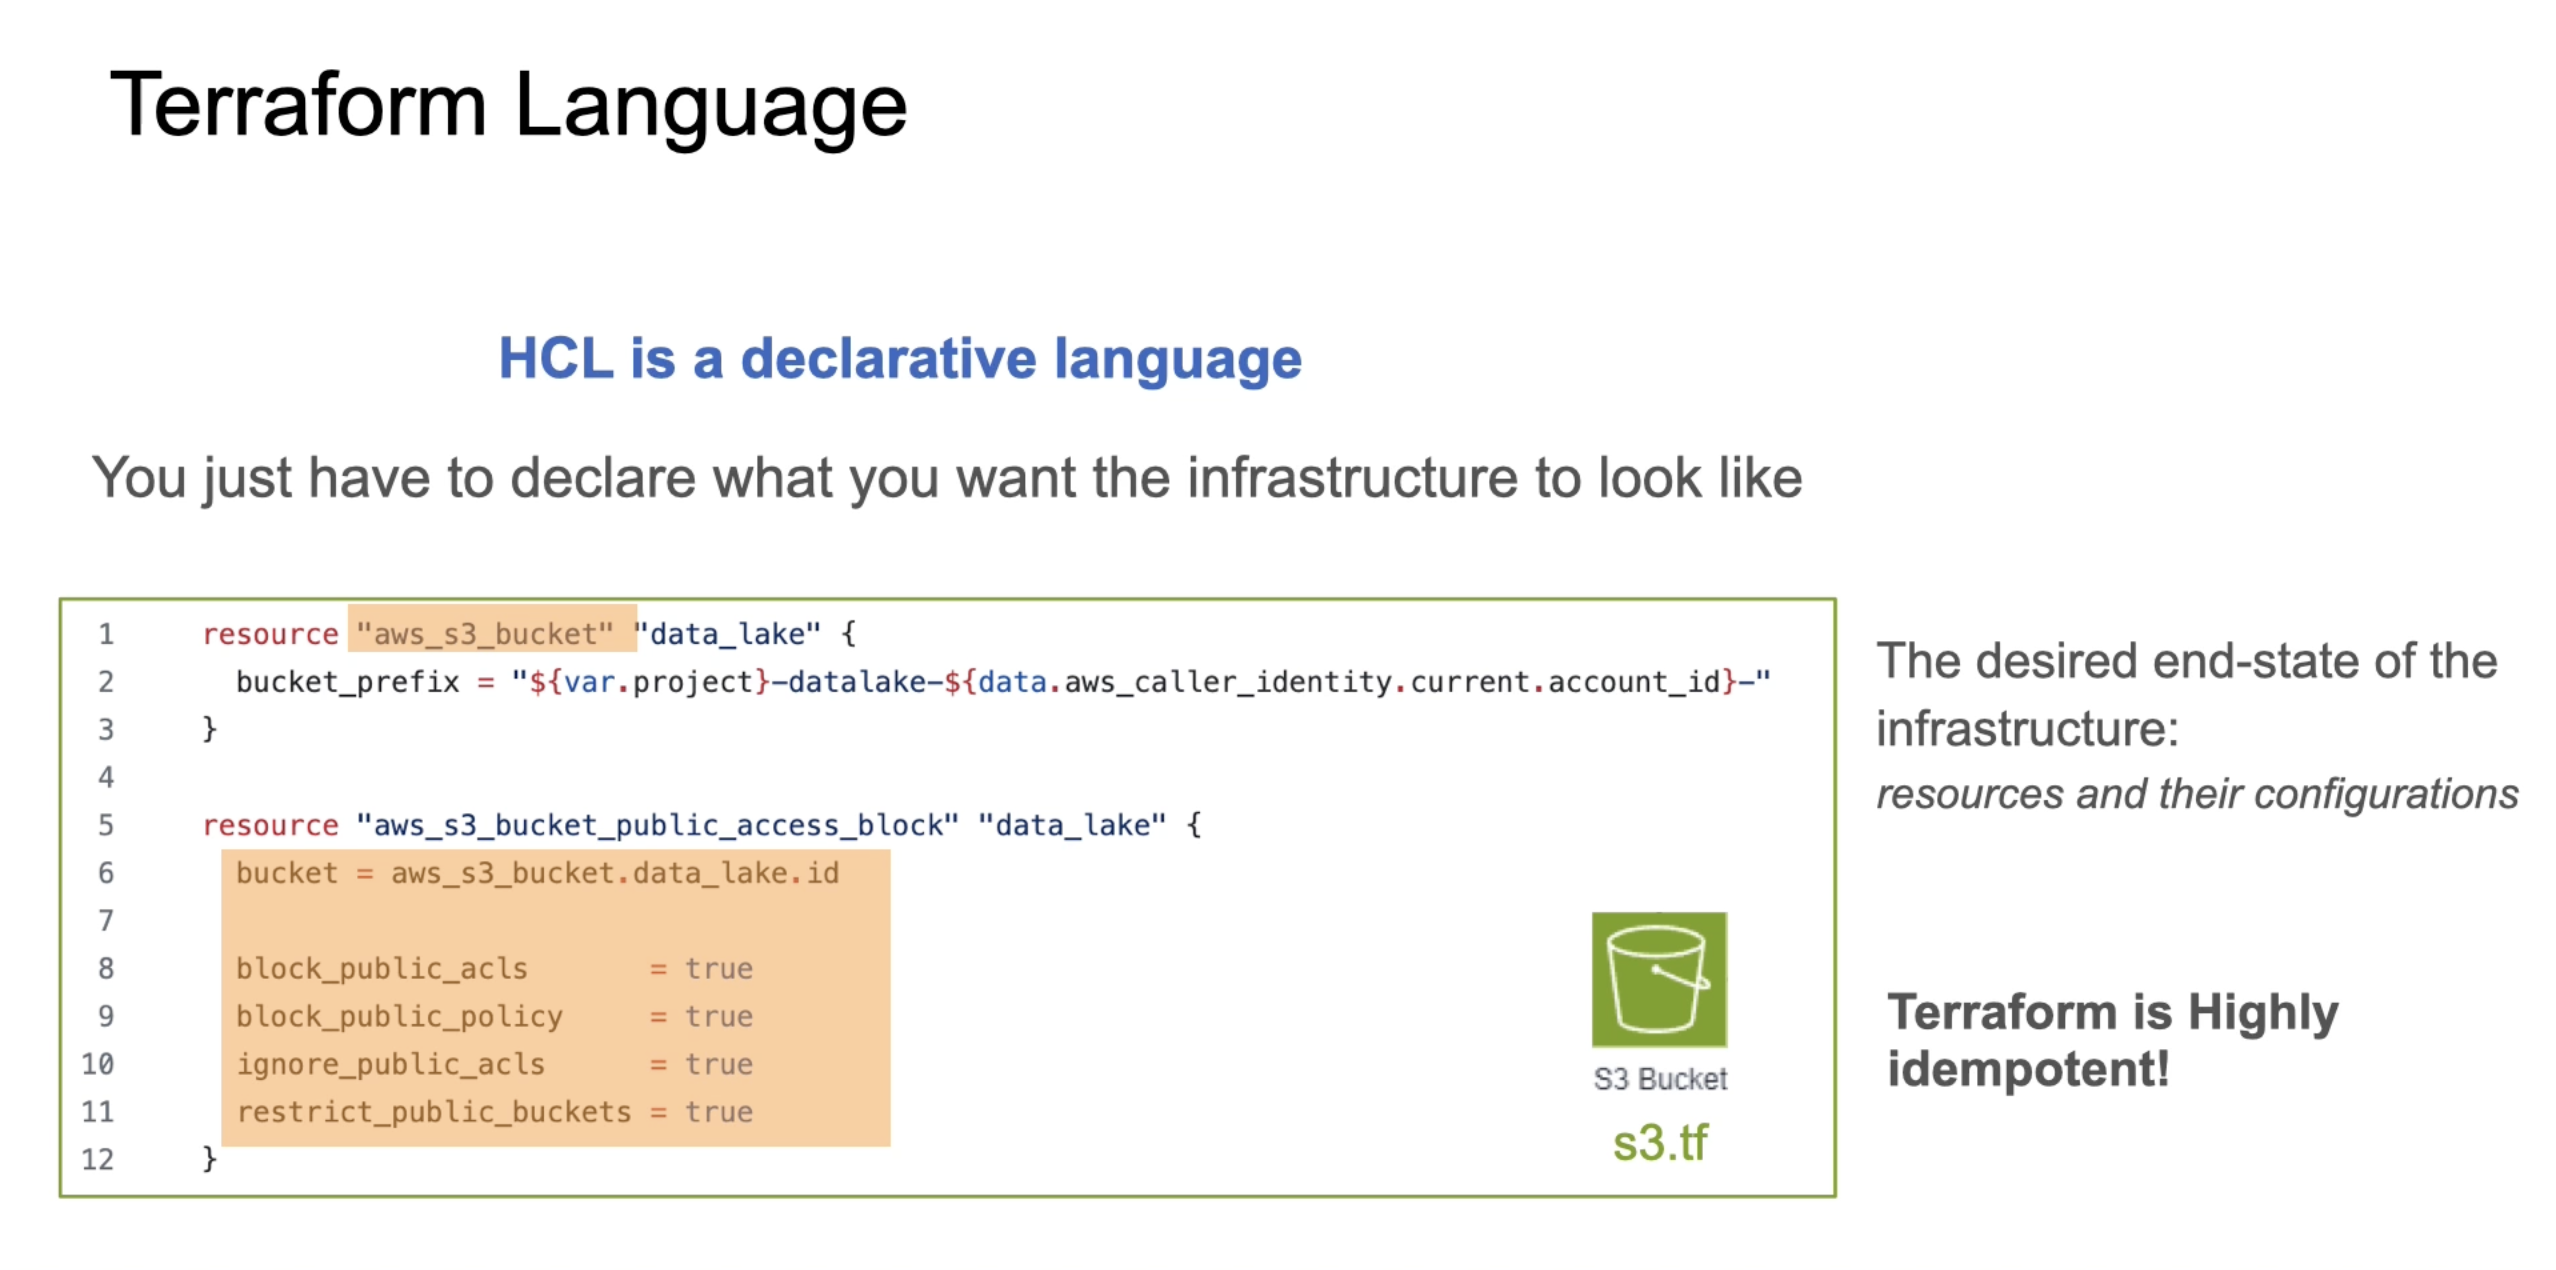 Terraform Language
HCL is a declarative language
You just have to declare what you want the infrastructure to look like
1 resource "aws_s3_bucket" "data_lake" {
2 bucket_prefix = "${var.project}-datalake-${data.aws_caller_identity.current.account_id}-"
3 }
4
5 resource "aws_s3_bucket_public_access_block" "data_lake" {
6 bucket = aws_s3_bucket.data_lake.id
7
8 block_public_acls = true
9 block_public_policy = true
10 ignore_public_acls = true
11 restrict_public_buckets = true
12 }
S3 Bucket
s3.tf
The desired end-state of the
infrastructure:
resources and their configurations
Terraform is Highly
idempotent!